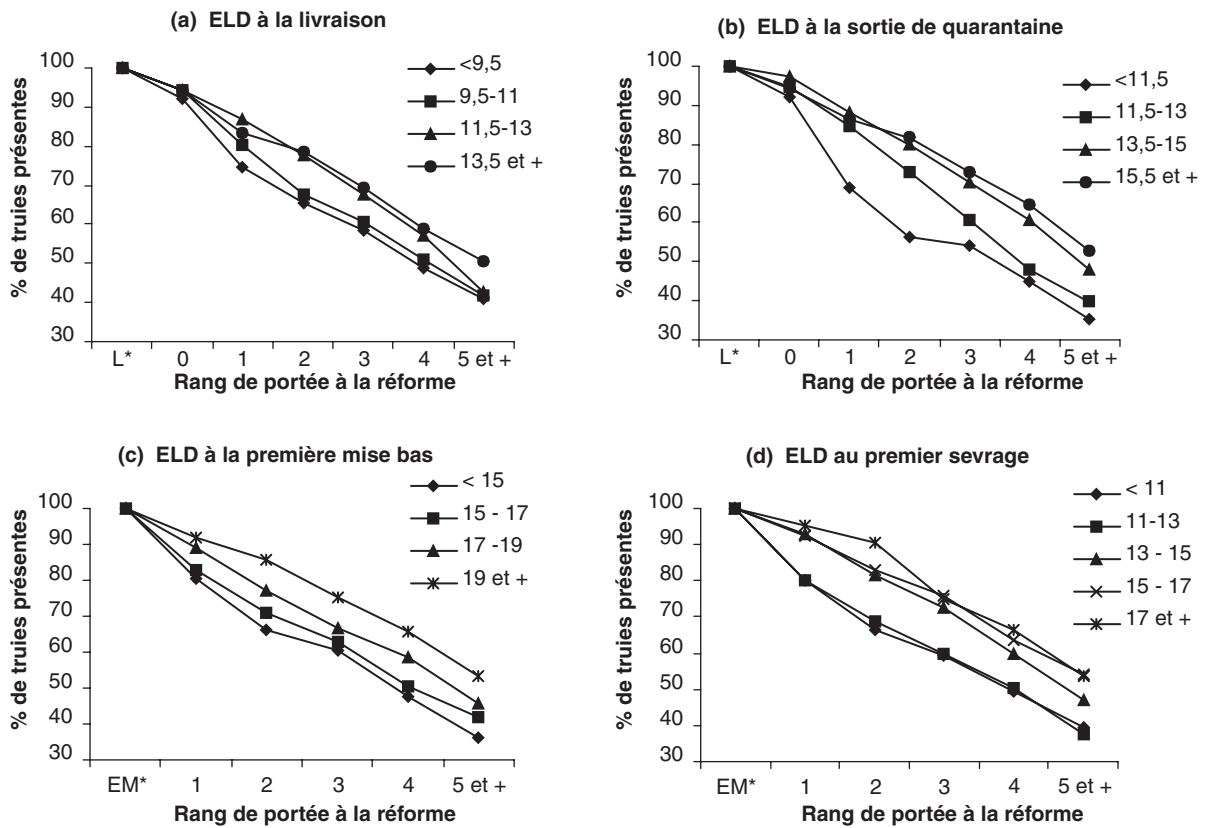 (a) ELD à la livraison
% de truies présentes
100
90
80
70
60
50
40
30
L* 0 1 2 3 4 5 et +
Rang de portée à la réforme
<9,5
9,5-11
11,5-13
13,5 et +
(b) ELD à la sortie de quarantaine
% de truies présentes
100
90
80
70
60
50
40
30
L* 0 1 2 3 4 5 et +
Rang de portée à la réforme
<11,5
11,5-13
13,5-15
15,5 et +
(c) ELD à la première mise bas
% de truies présentes
100
90
80
70
60
50
40
30
EM* 1 2 3 4 5 et +
Rang de portée à la réforme
< 15
15 - 17
17 -19
19 et +
(d) ELD au premier sevrage
% de truies présentes
100
90
80
70
60
50
40
30
EM* 1 2 3 4 5 et +
Rang de portée à la réforme
< 11
11-13
13 - 15
15 - 17
17 et +